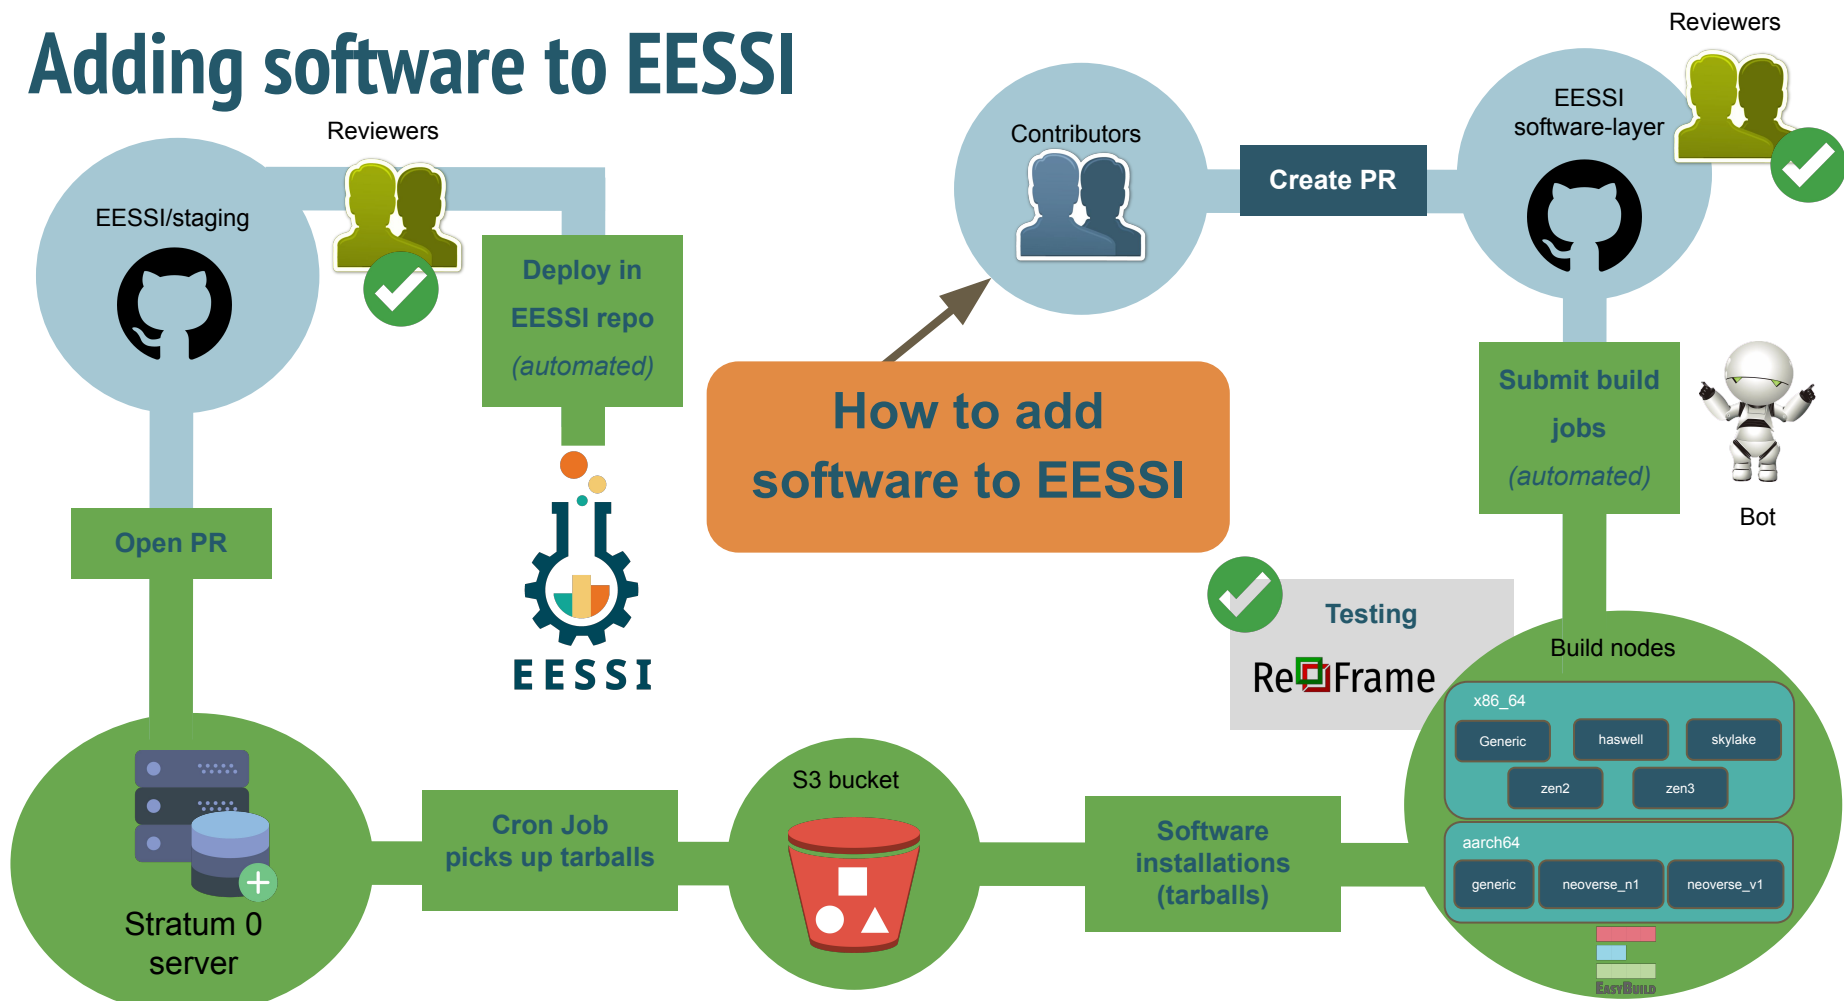 Adding software to EESSI
Reviewers
EESSI/staging
Deploy in
EESSI repo
(automated)
EESSI
Open PR
Stratum 0
server
Cron Job
picks up tarballs
S3 bucket
Software
installations
(tarballs)
Contributors
Create PR
EESSI
software-layer
Reviewers
How to add
software to EESSI
Submit build
jobs
(automated)
Bot
Testing
ReFrame
Build nodes
x86_64
Generic
haswell
skylake
zen2
zen3
aarch64
generic
neoverse_n1
neoverse_v1
EASYBUILD